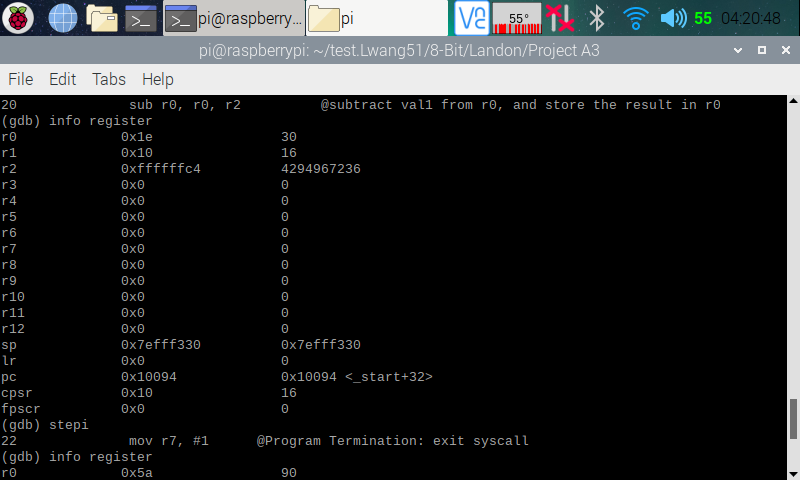 pi@raspberry... pi 55° 55 04:20:48
pi@raspberrypi: ~/test.Lwang51/8-Bit/Landon/Project A3
File Edit Tabs Help
20 sub r0, r0, r2 @subtract val1 from r0, and store the result in r0
(gdb) info register
r0 0x1e 30
r1 0x10 16
r2 0xffffffc4 4294967236
r3 0x0 0
r4 0x0 0
r5 0x0 0
r6 0x0 0
r7 0x0 0
r8 0x0 0
r9 0x0 0
r10 0x0 0
r11 0x0 0
r12 0x0 0
sp 0x7efff330 0x7efff330
lr 0x0 0
pc 0x10094 0x10094 <_start+32>
cpsr 0x10 16
fpscr 0x0 0
(gdb) stepi
22 mov r7, #1 @Program Termination: exit syscall
(gdb) info register
r0 0x5a 90